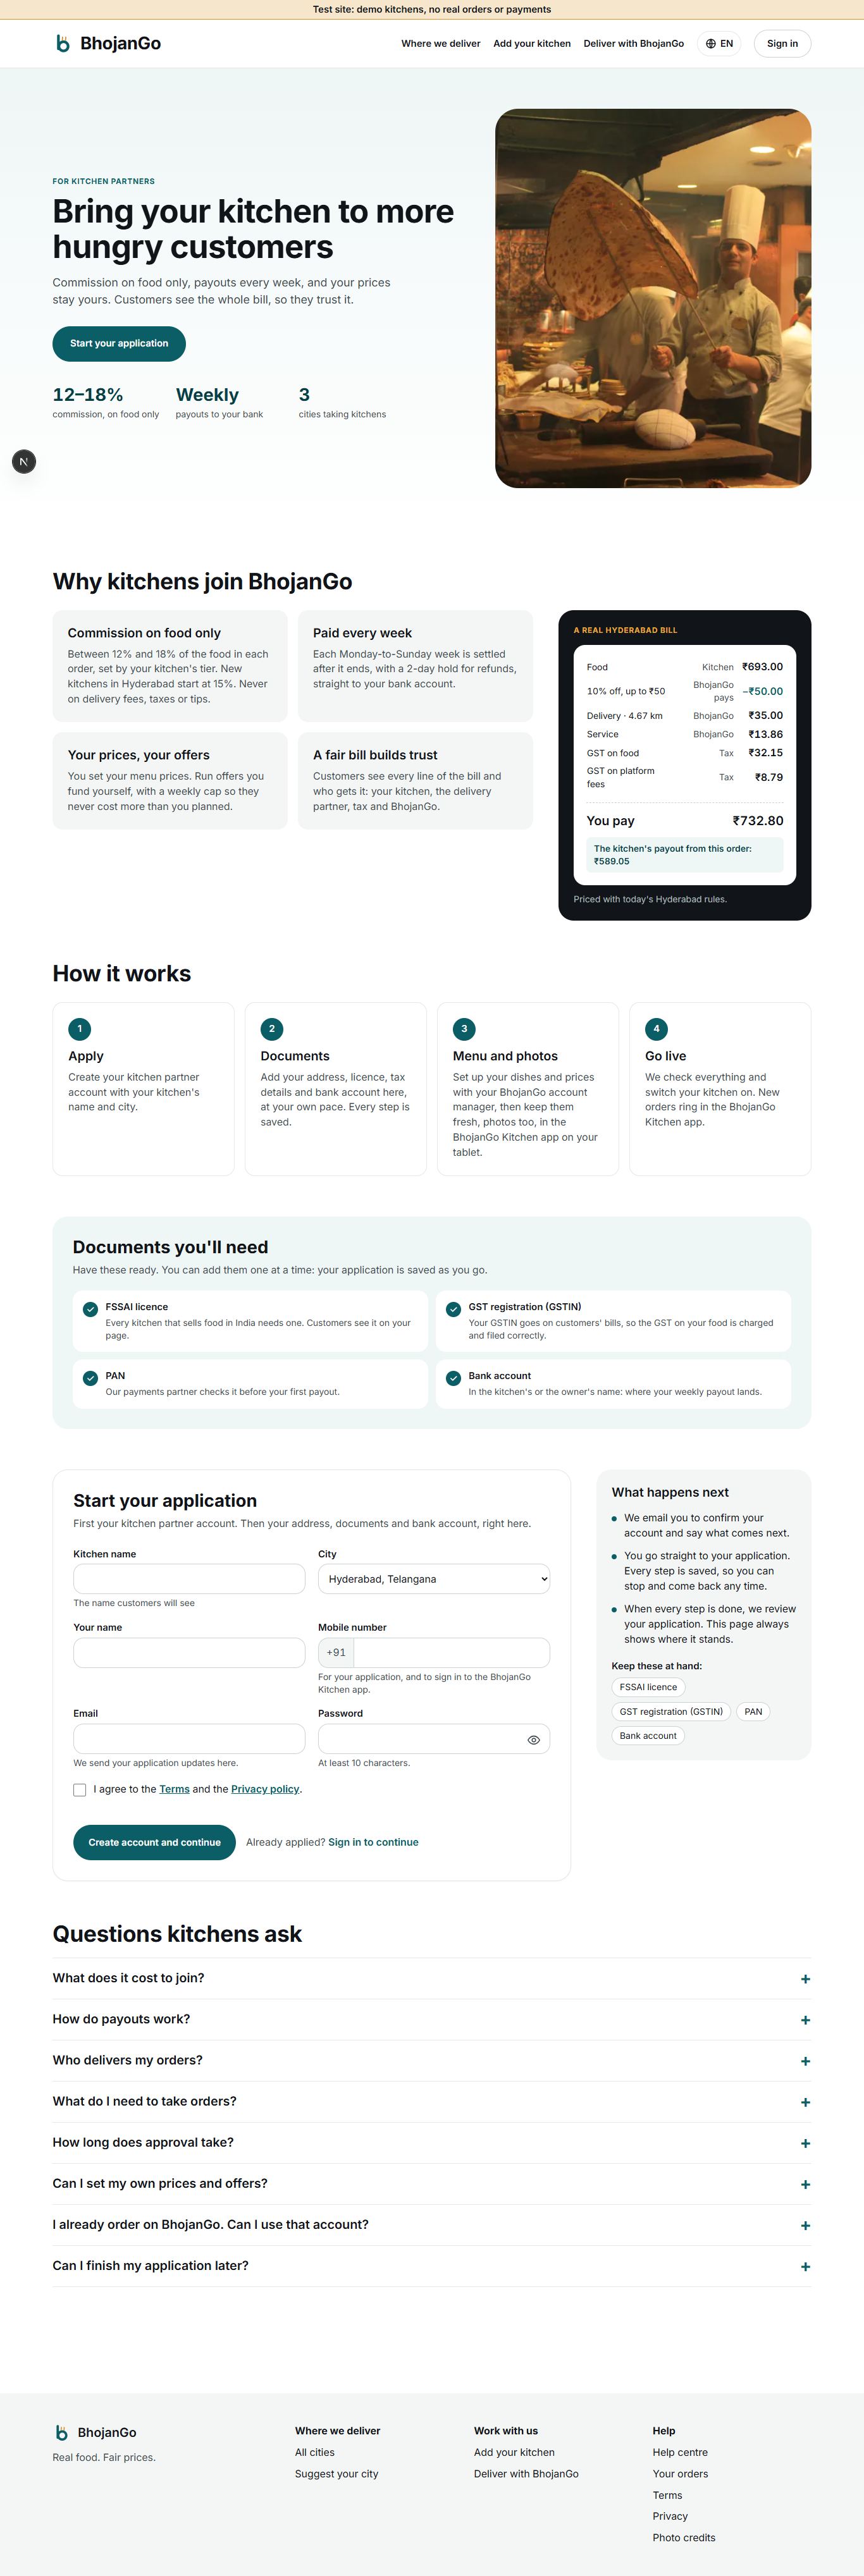 Test site: demo kitchens, no real orders or payments
BhojanGo
Where we deliver
Add your kitchen
Deliver with BhojanGo
EN
Sign in
FOR KITCHEN PARTNERS
Bring your kitchen to more
hungry customers
Commission on food only, payouts every week, and your prices
stay yours. Customers see the whole bill, so they trust it.
Start your application
12–18%
commission, on food only
Weekly
payouts to your bank
3
cities taking kitchens
N
Why kitchens join BhojanGo
Commission on food only
Between 12% and 18% of the food in each
order, set by your kitchen's tier. New
kitchens in Hyderabad start at 15%. Never
on delivery fees, taxes or tips.
Paid every week
Each Monday-to-Sunday week is settled
after it ends, with a 2-day hold for refunds,
straight to your bank account.
Your prices, your offers
You set your menu prices. Run offers you
fund yourself, with a weekly cap so they
never cost more than you planned.
A fair bill builds trust
Customers see every line of the bill and
who gets it: your kitchen, the delivery
partner, tax and BhojanGo.
A REAL HYDERABAD BILL
Food Kitchen ₹693.00
10% off, up to ₹50 BhojanGo pays −₹50.00
Delivery · 4.67 km BhojanGo ₹35.00
Service BhojanGo ₹13.86
GST on food Tax ₹32.15
GST on platform fees Tax ₹8.79
You pay ₹732.80
The kitchen's payout from this order:
₹589.05
Priced with today's Hyderabad rules.
How it works
1
Apply
Create your kitchen partner
account with your kitchen's
name and city.
2
Documents
Add your address, licence, tax
details and bank account here,
at your own pace. Every step is
saved.
3
Menu and photos
Set up your dishes and prices
with your BhojanGo account
manager, then keep them
fresh, photos too, in the
BhojanGo Kitchen app on your
tablet.
4
Go live
We check everything and
switch your kitchen on. New
orders ring in the BhojanGo
Kitchen app.
Documents you'll need
Have these ready. You can add them one at a time: your application is saved as you go.
FSSAI licence
Every kitchen that sells food in India needs one. Customers see it on your
page.
GST registration (GSTIN)
Your GSTIN goes on customers' bills, so the GST on your food is charged
and filed correctly.
PAN
Our payments partner checks it before your first payout.
Bank account
In the kitchen's or the owner's name: where your weekly payout lands.
Start your application
First your kitchen partner account. Then your address, documents and bank account, right here.
Kitchen name
The name customers will see
City
Hyderabad, Telangana
Your name
Mobile number
+91
For your application, and to sign in to the BhojanGo
Kitchen app.
Email
We send your application updates here.
Password
At least 10 characters.
I agree to the Terms and the Privacy policy.
Create account and continue
Already applied? Sign in to continue
What happens next
We email you to confirm your
account and say what comes next.
You go straight to your application.
Every step is saved, so you can
stop and come back any time.
When every step is done, we review
your application. This page always
shows where it stands.
Keep these at hand:
FSSAI licence
GST registration (GSTIN)
PAN
Bank account
Questions kitchens ask
What does it cost to join?
How do payouts work?
Who delivers my orders?
What do I need to take orders?
How long does approval take?
Can I set my own prices and offers?
I already order on BhojanGo. Can I use that account?
Can I finish my application later?
BhojanGo
Real food. Fair prices.
Where we deliver
All cities
Suggest your city
Work with us
Add your kitchen
Deliver with BhojanGo
Help
Help centre
Your orders
Terms
Privacy
Photo credits